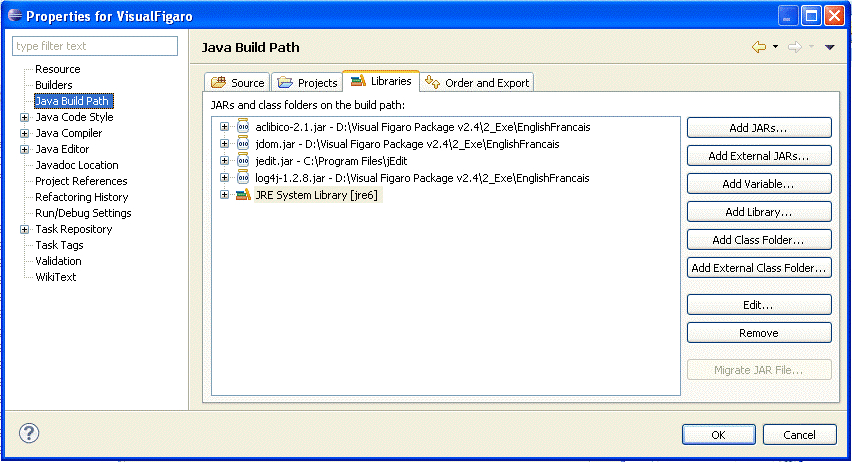 Properties for VisualFigaro
type filter text
Resource
Builders
Java Build Path
Java Code Style
Java Compiler
Java Editor
Javadoc Location
Project References
Refactoring History
Run/Debug Settings
Task Repository
Task Tags
Validation
WikiText
Java Build Path
Source Projects Libraries Order and Export
JARs and class folders on the build path:
aclibico-2.1.jar - D:\Visual Figaro Package v2.4\2_Exe\EnglishFrancais
jdom.jar - D:\Visual Figaro Package v2.4\2_Exe\EnglishFrancais
jedit.jar - C:\Program Files\jEdit
log4j-1.2.8.jar - D:\Visual Figaro Package v2.4\2_Exe\EnglishFrancais
JRE System Library [jre6]
Add JARs...
Add External JARs...
Add Variable...
Add Library...
Add Class Folder...
Add External Class Folder...
Edit...
Remove
Migrate JAR File...
?
OK Cancel